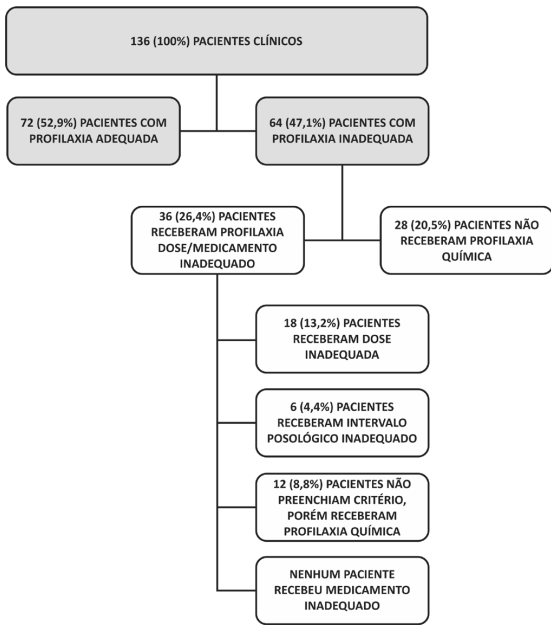 136 (100%) PACIENTES CLÍNICOS
72 (52,9%) PACIENTES COM
PROFILAXIA ADEQUADA
64 (47,1%) PACIENTES COM
PROFILAXIA INADEQUADA
36 (26,4%) PACIENTES
RECEBERAM PROFILAXIA
DOSE/MEDICAMENTO
INADEQUADO
28 (20,5%) PACIENTES NÃO
RECEBERAM PROFILAXIA
QUÍMICA
18 (13,2%) PACIENTES
RECEBERAM DOSE
INADEQUADA
6 (4,4%) PACIENTES
RECEBERAM INTERVALO
POSOLÓGICO INADEQUADO
12 (8,8%) PACIENTES NÃO
PREENCHIAM CRITÉRIO,
PORÉM RECEBERAM
PROFILAXIA QUÍMICA
NENHUM PACIENTE
RECEBEU MEDICAMENTO
INADEQUADO